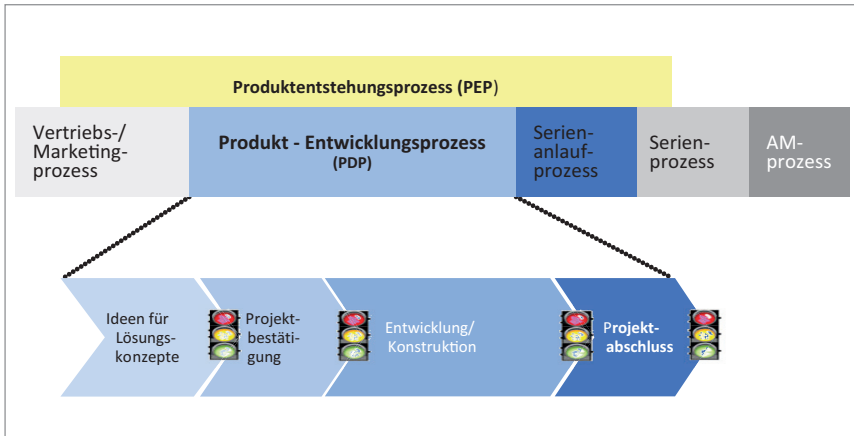 Produktentstehungsprozess (PEP)
Vertriebs-/
Marketing-
prozess
Produkt - Entwicklungsprozess
(PDP)
Serien-
anlauf-
prozess
Serien-
prozess
AM-
prozess
Ideen für
Lösungs-
konzepte
Projekt-
bestäti-
gung
Entwicklung/
Konstruktion
Projekt-
abschluss